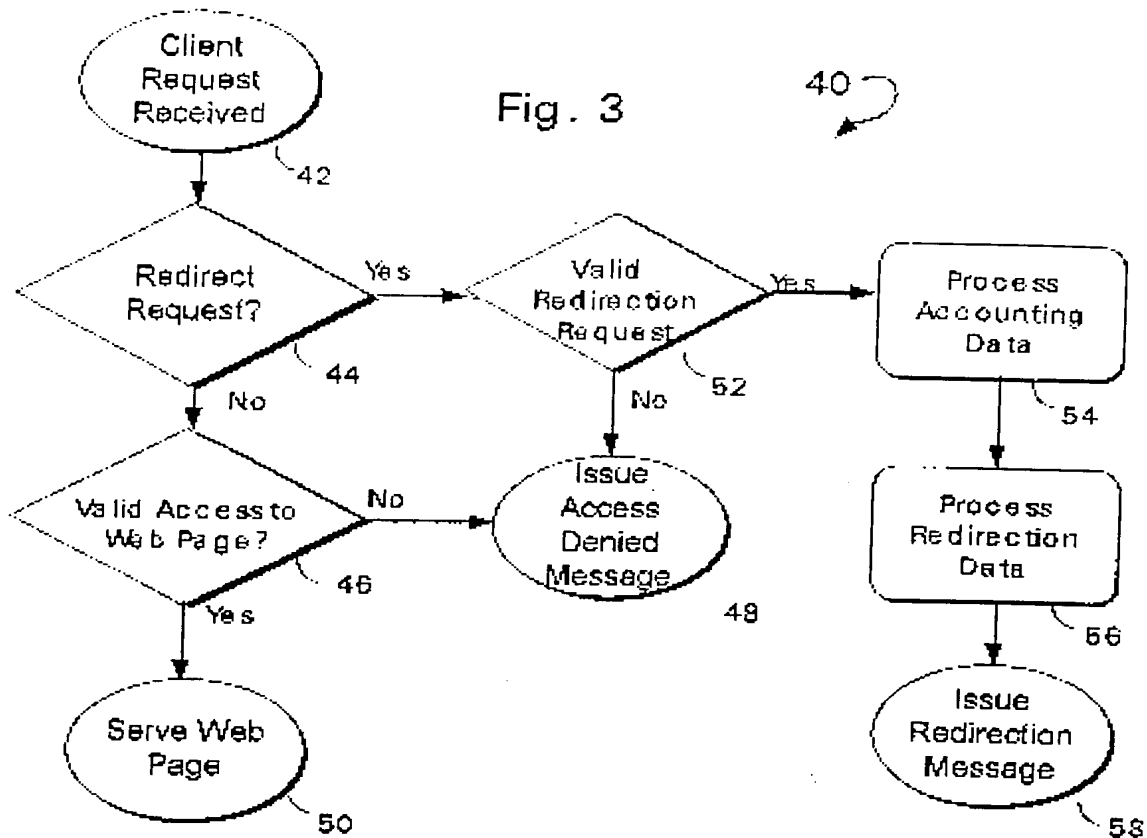 Client
Request
Received
42
Fig. 3
40
Redirect
Request?
44
Yes
No
Valid
Redirection
Request
52
Yes
No
Process
Accounting
Data
54
Valid Access to
Web Page?
46
No
Yes
Issue
Access
Denied
Message
48
Process
Redirection
Data
56
Serve Web
Page
50
Issue
Redirection
Message
58